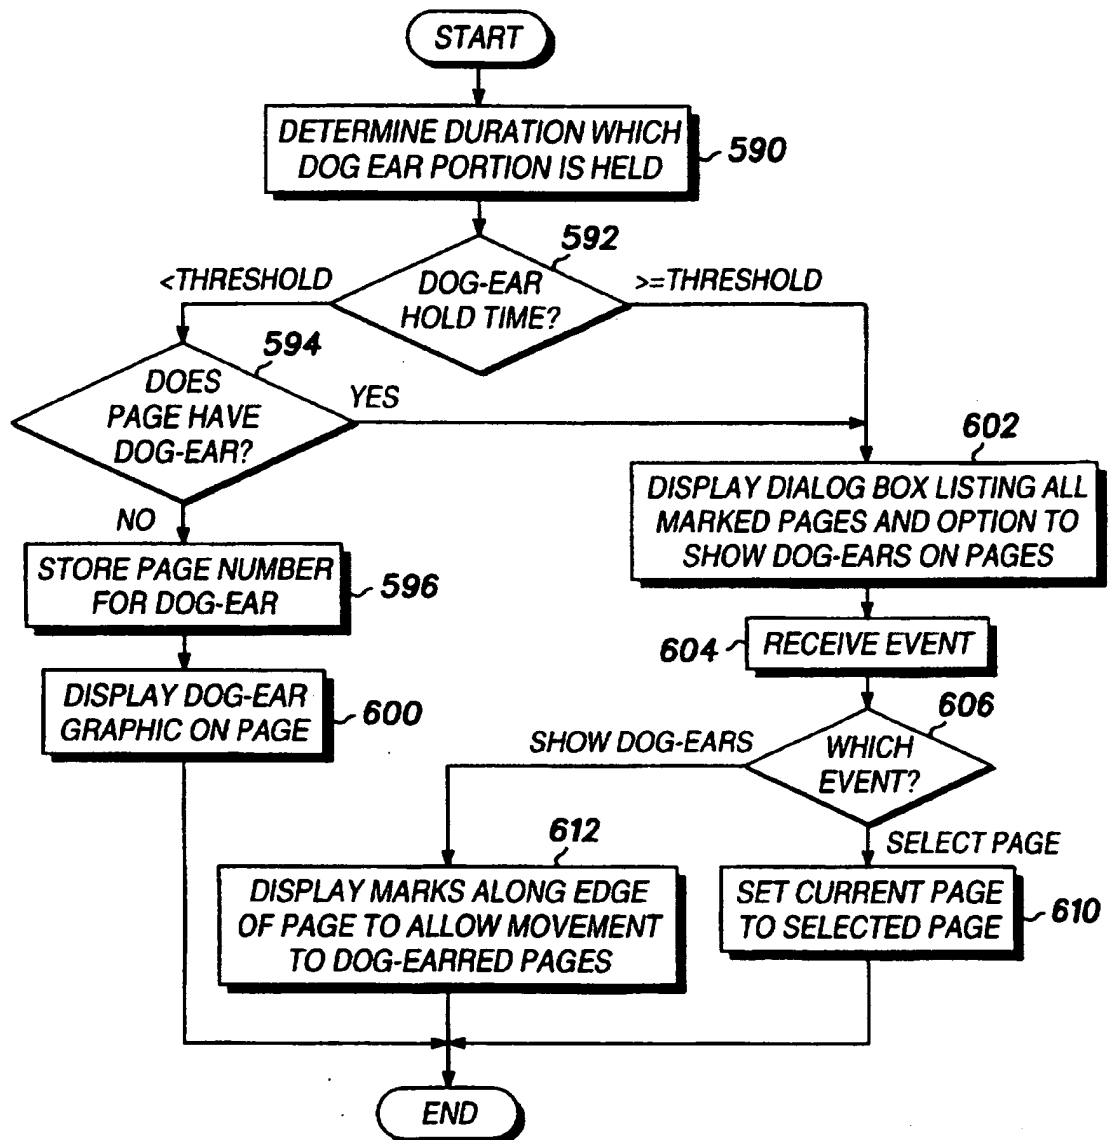 START
DETERMINE DURATION WHICH
DOG EAR PORTION IS HELD
590
592
<THRESHOLD
DOG-EAR
HOLD TIME?
>=THRESHOLD
594
DOES
PAGE HAVE
DOG-EAR?
YES
NO
602
DISPLAY DIALOG BOX LISTING ALL
MARKED PAGES AND OPTION TO
SHOW DOG-EARS ON PAGES
STORE PAGE NUMBER
FOR DOG-EAR
596
604
RECEIVE EVENT
DISPLAY DOG-EAR
GRAPHIC ON PAGE
600
606
SHOW DOG-EARS
WHICH
EVENT?
SELECT PAGE
612
DISPLAY MARKS ALONG EDGE
OF PAGE TO ALLOW MOVEMENT
TO DOG-EARRED PAGES
SET CURRENT PAGE
TO SELECTED PAGE
610
END